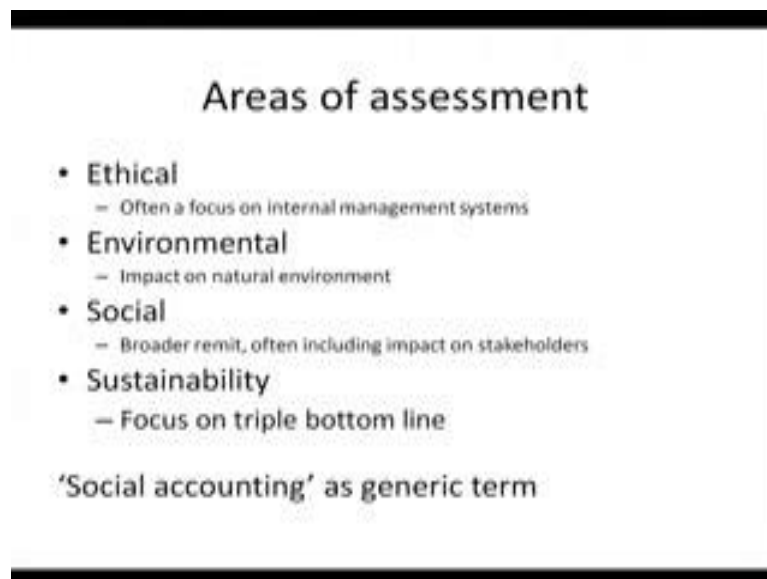 Areas of assessment
• Ethical
– Often a focus on internal management systems
• Environmental
– Impact on natural environment
• Social
– Broader remit, often including impact on stakeholders
• Sustainability
– Focus on triple bottom line
‘Social accounting’ as generic term